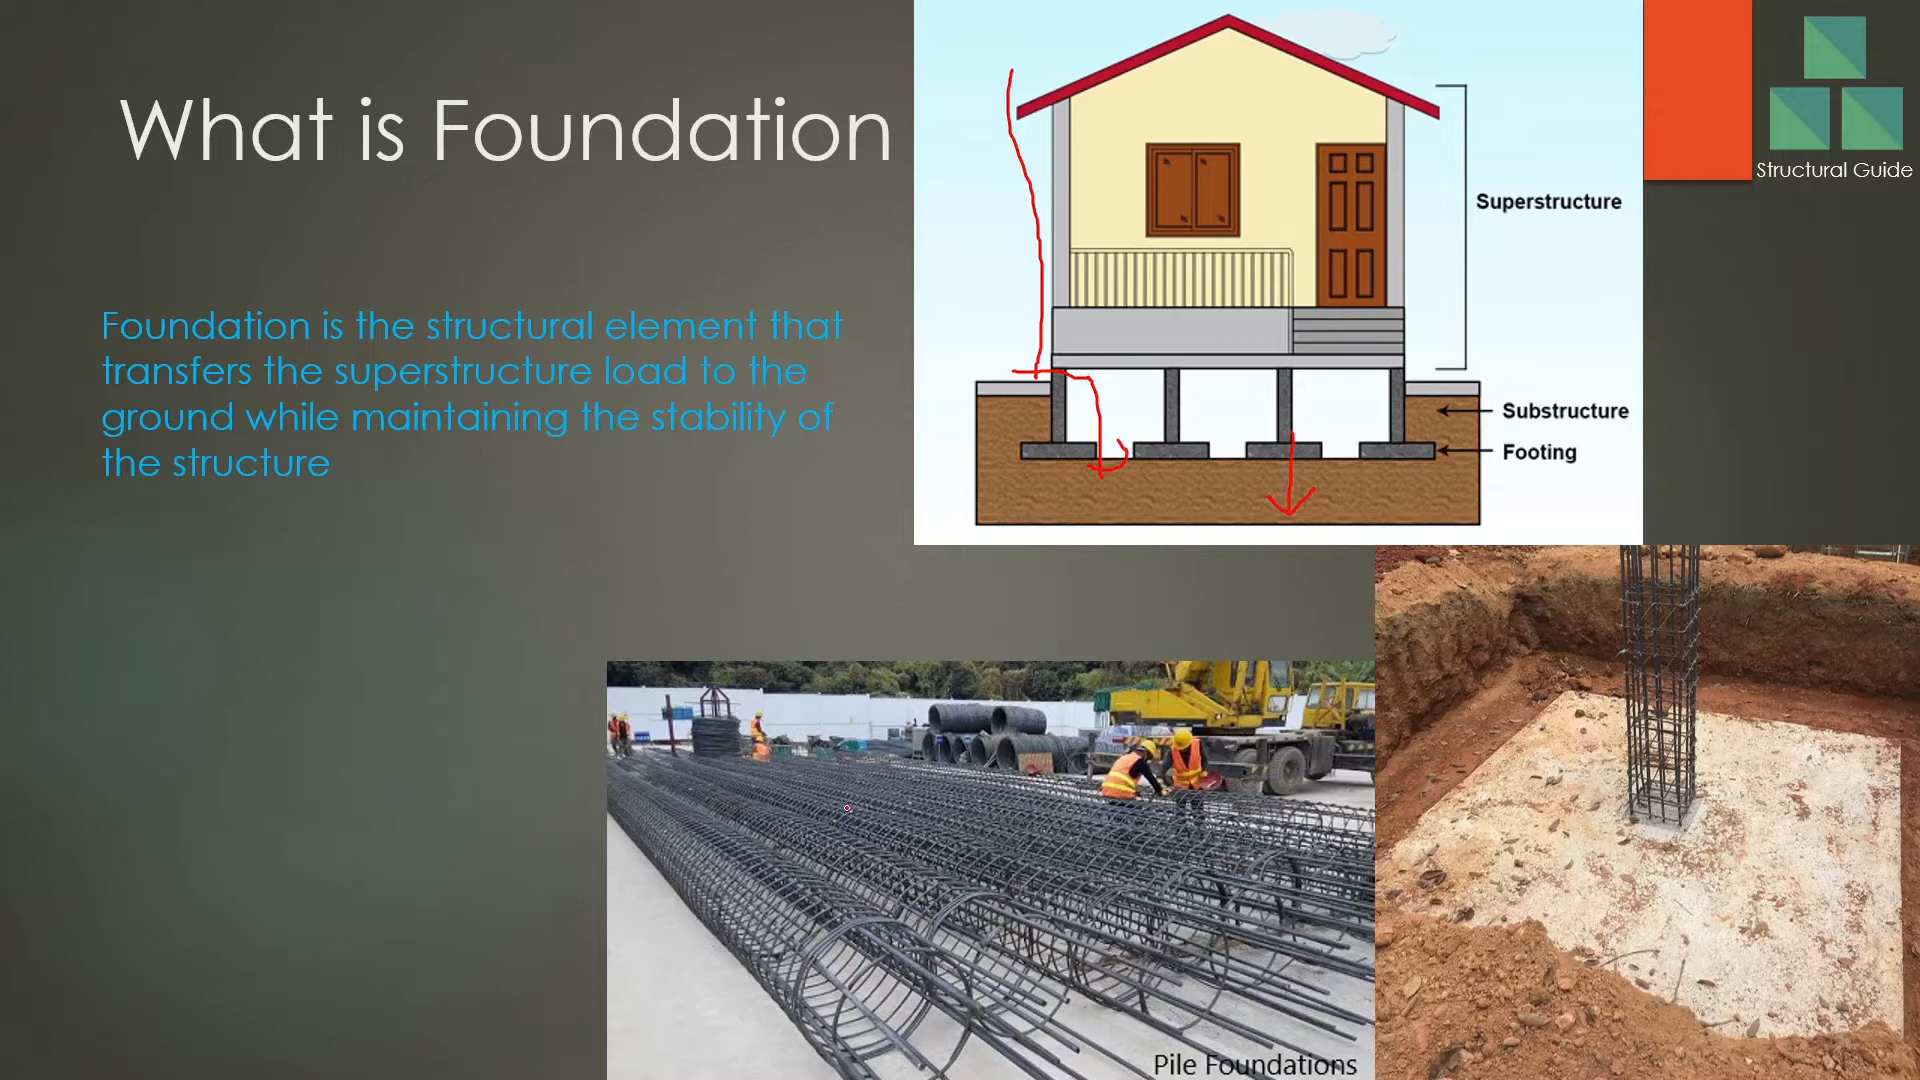 What is Foundation
Foundation is the structural element that
transfers the superstructure load to the
ground while maintaining the stability of
the structure
Superstructure
Substructure
Footing
Structural Guide
Pile Foundations